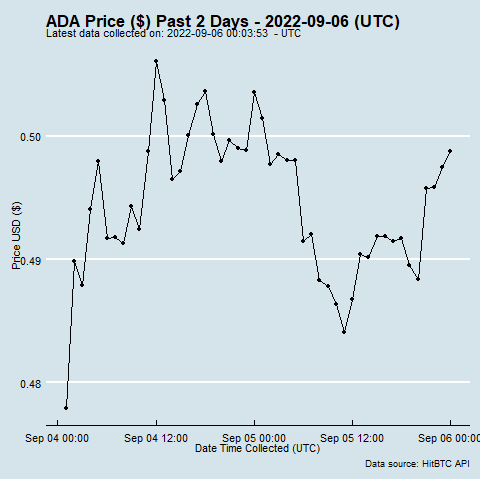 ADA Price ($) Past 2 Days - 2022-09-06 (UTC)
Latest data collected on: 2022-09-06 00:03:53 - UTC
0.50
Price USD ($)
0.49
0.48
Sep 04 00:00 Sep 04 12:00 Sep 05 00:00 Sep 05 12:00 Sep 06 00:00
Date Time Collected (UTC)
Data source: HitBTC API